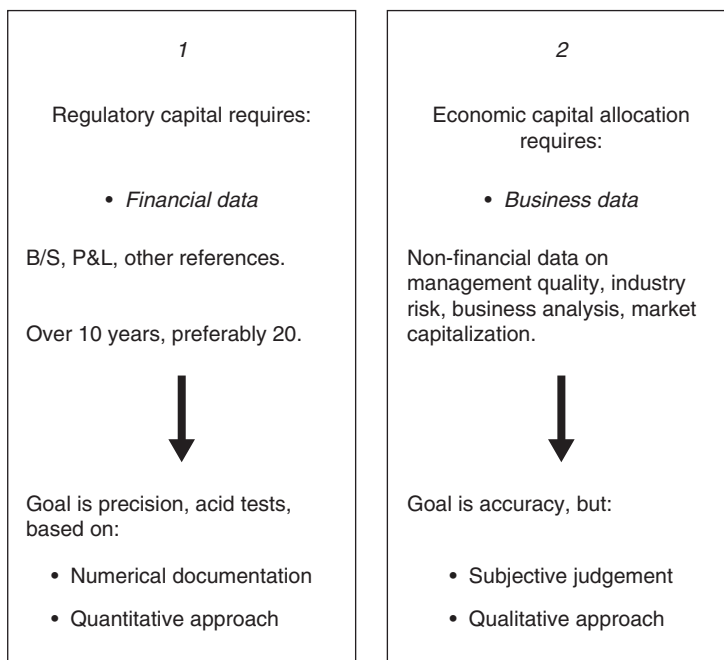 1
Regulatory capital requires:
• Financial data
B/S, P&L, other references.
Over 10 years, preferably 20.
Goal is precision, acid tests,
based on:
• Numerical documentation
• Quantitative approach
2
Economic capital allocation
requires:
• Business data
Non-financial data on
management quality, industry
risk, business analysis, market
capitalization.
Goal is accuracy, but:
• Subjective judgement
• Qualitative approach